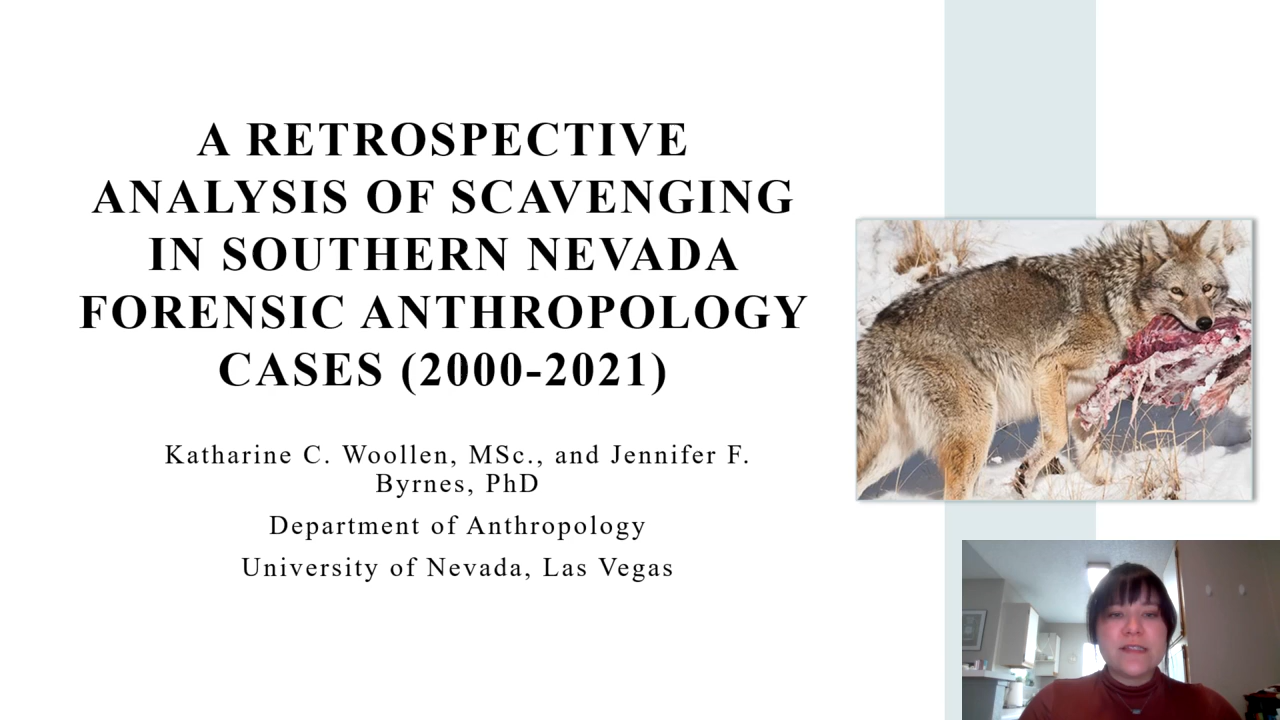 A RETROSPECTIVE
ANALYSIS OF SCAVENGING
IN SOUTHERN NEVADA
FORENSIC ANTHROPOLOGY
CASES (2000-2021)
Katharine C. Woollen, MSc., and Jennifer F.
Byrnes, PhD
Department of Anthropology
University of Nevada, Las Vegas